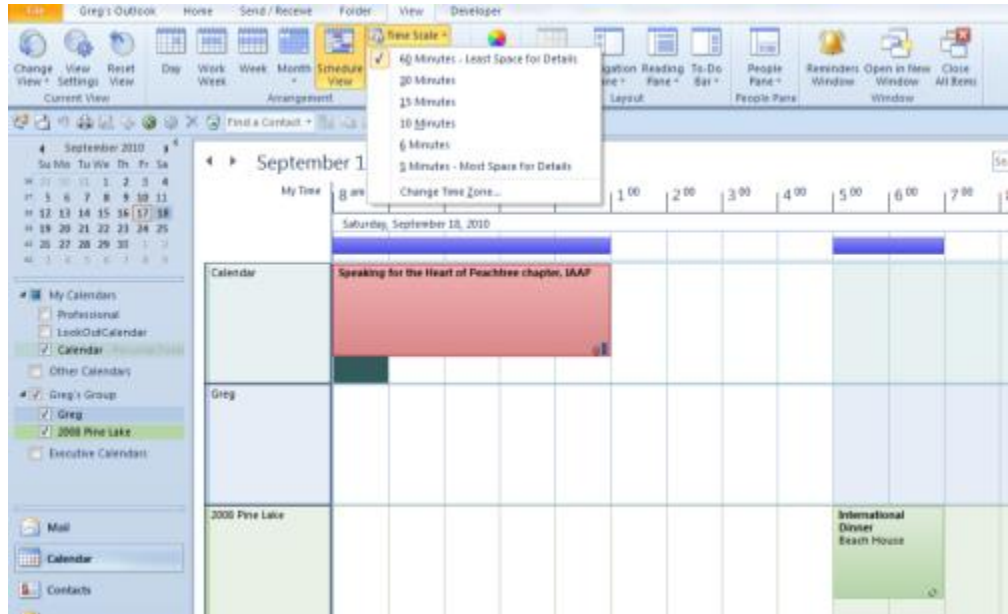 File Greg's Outlook Home Send / Receive Folder View Developer
Time Scale
Change View
View Settings
Reset View
Day
Work Week
Week
Month
Schedule View
Reading Pane
To-Do Bar
People Pane
Reminders Window
Open in New Window
Close All Items
Current View Arrangement Layout People Pane Window
60 Minutes - Least Space for Details
30 Minutes
15 Minutes
10 Minutes
6 Minutes
5 Minutes - Most Space for Details
Change Time Zone...
Find a Contact
September 2010
Su Mo Tu We Th Fr Sa
1 2 3 4
5 6 7 8 9 10 11
12 13 14 15 16 17 18
19 20 21 22 23 24 25
26 27 28 29 30
September 1
My Time 8 am 1 00 2 00 3 00 4 00 5 00 6 00 7 00
Saturday, September 18, 2010
Calendar
Speaking for the Heart of Peachtree chapter, IAAP
Greg
2008 Pine Lake
International
Dinner
Beach House
My Calendars
Professional
LookOutCalendar
Calendar
Other Calendars
Greg's Group
Greg
2008 Pine Lake
Executive Calendars
Mail
Calendar
Contacts